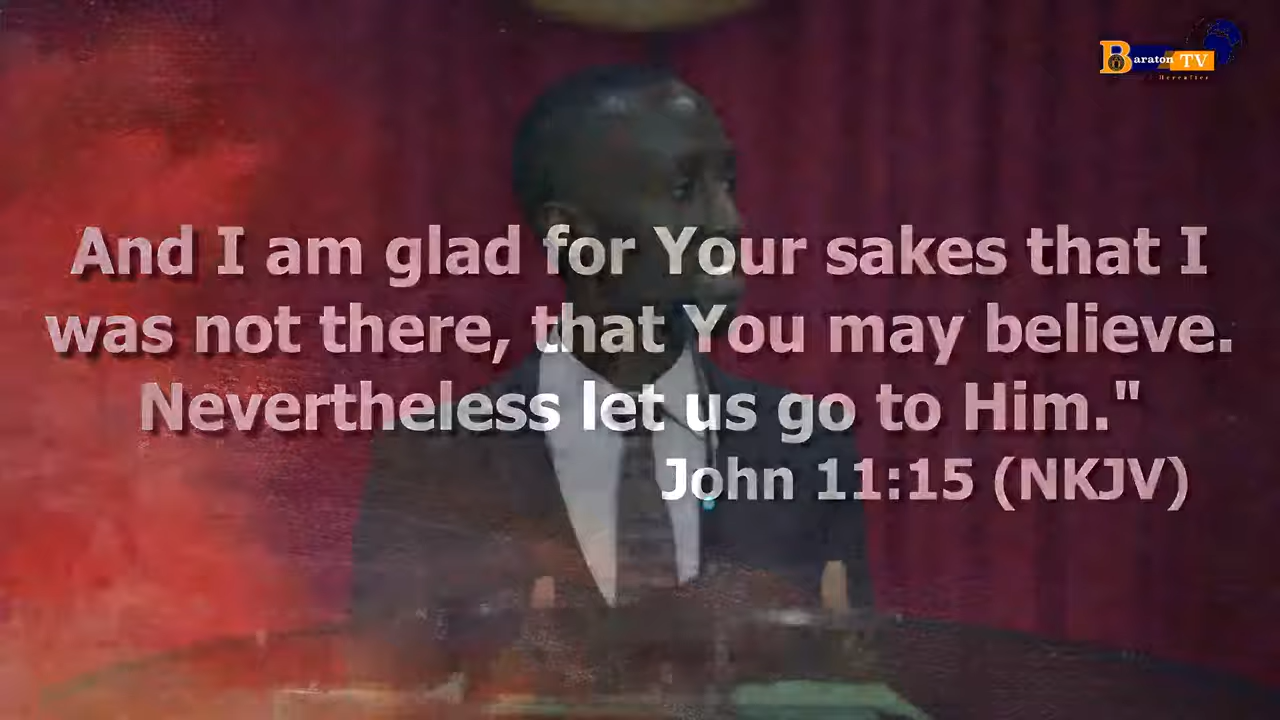 Baraton TV
Hereafter
And I am glad for Your sakes that I
was not there, that You may believe.
Nevertheless let us go to Him."
John 11:15 (NKJV)